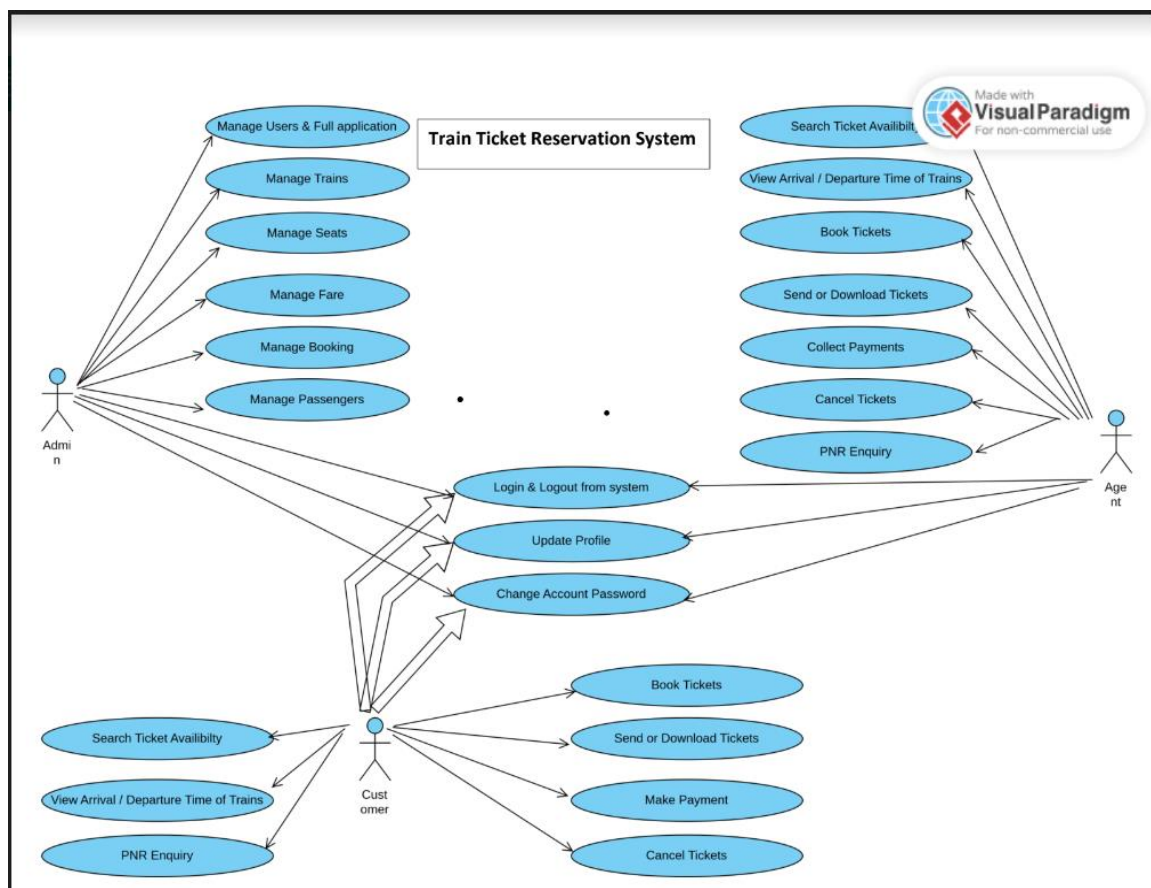 Made with
Visual Paradigm
For non-commercial use
Train Ticket Reservation System
Manage Users & Full application
Manage Trains
Manage Seats
Manage Fare
Manage Booking
Manage Passengers
Admi
n
Search Ticket Availibilty
View Arrival / Departure Time of Trains
Book Tickets
Send or Download Tickets
Collect Payments
Cancel Tickets
PNR Enquiry
Age
nt
Login & Logout from system
Update Profile
Change Account Password
Search Ticket Availibilty
View Arrival / Departure Time of Trains
PNR Enquiry
Cust
omer
Book Tickets
Send or Download Tickets
Make Payment
Cancel Tickets